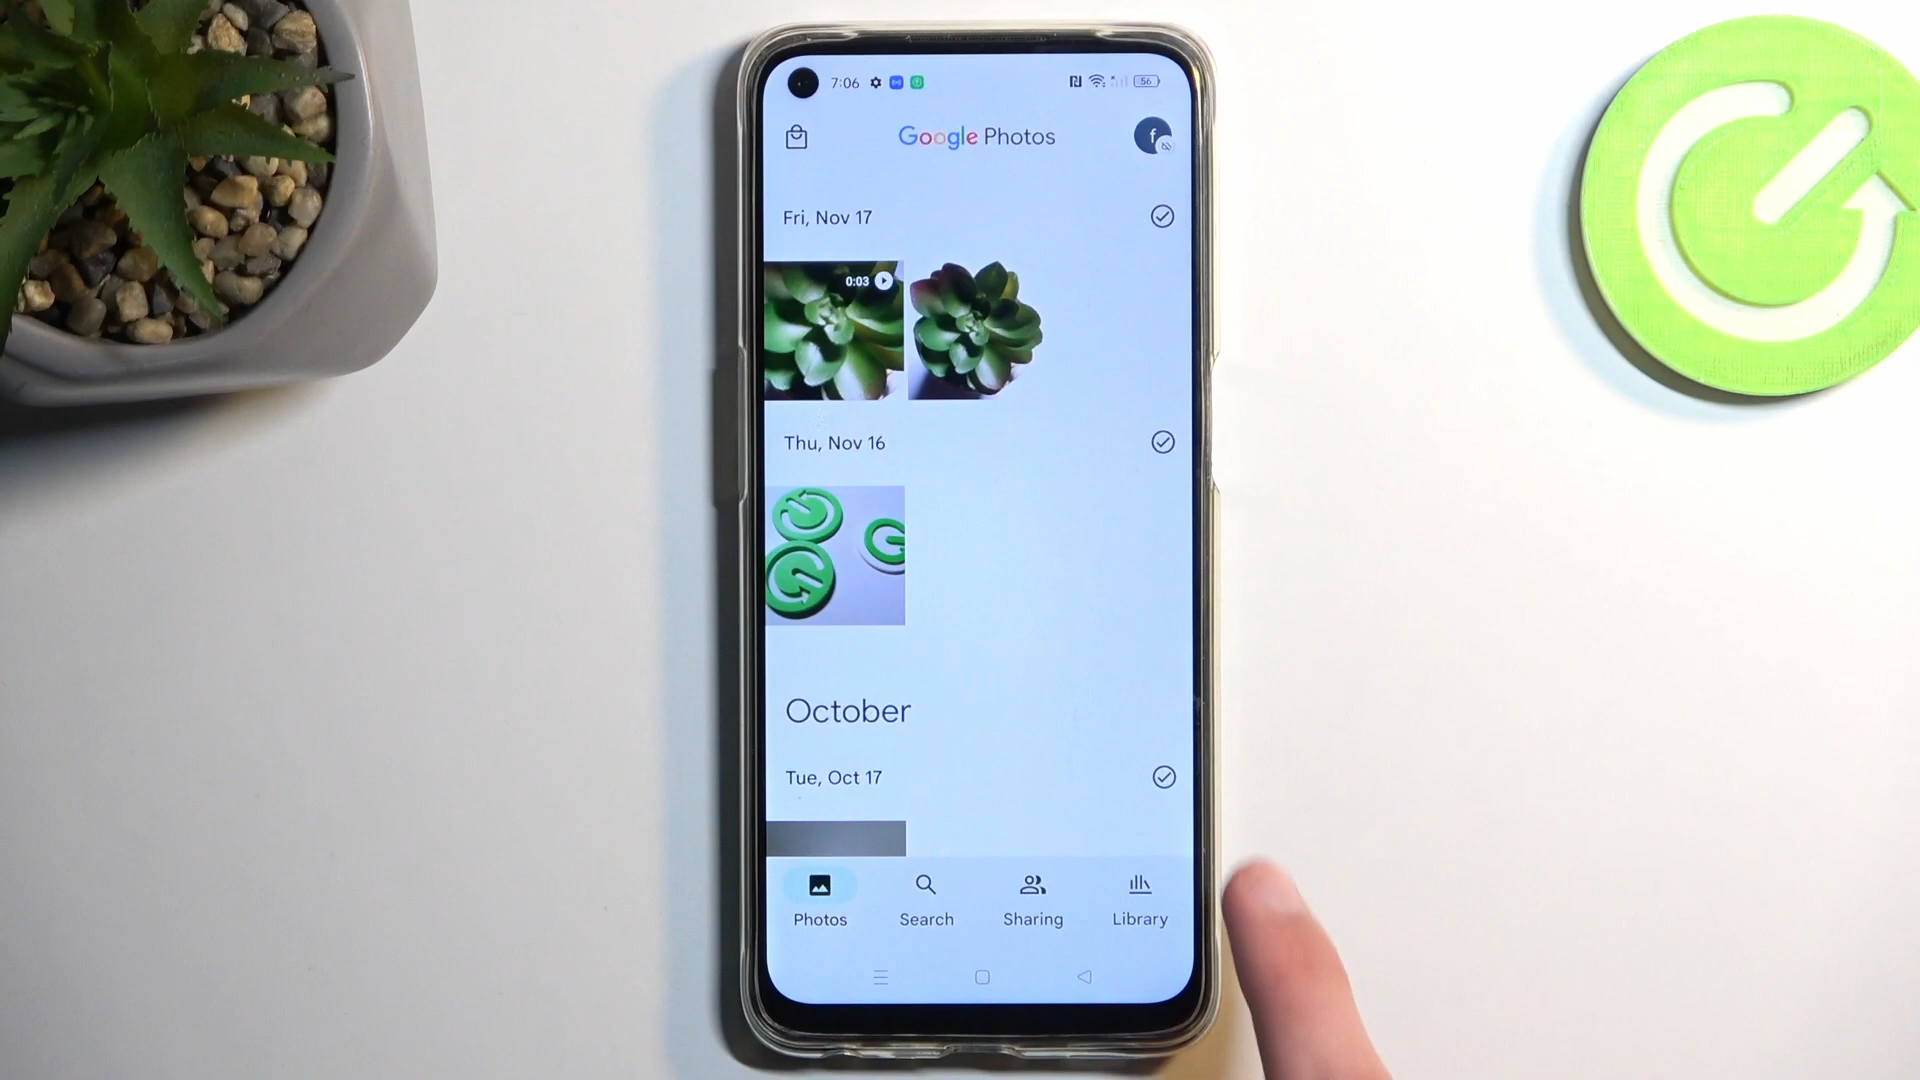 7:06
56
Google Photos
f
Fri, Nov 17
0:03
Thu, Nov 16
October
Tue, Oct 17
Photos
Search
Sharing
Library